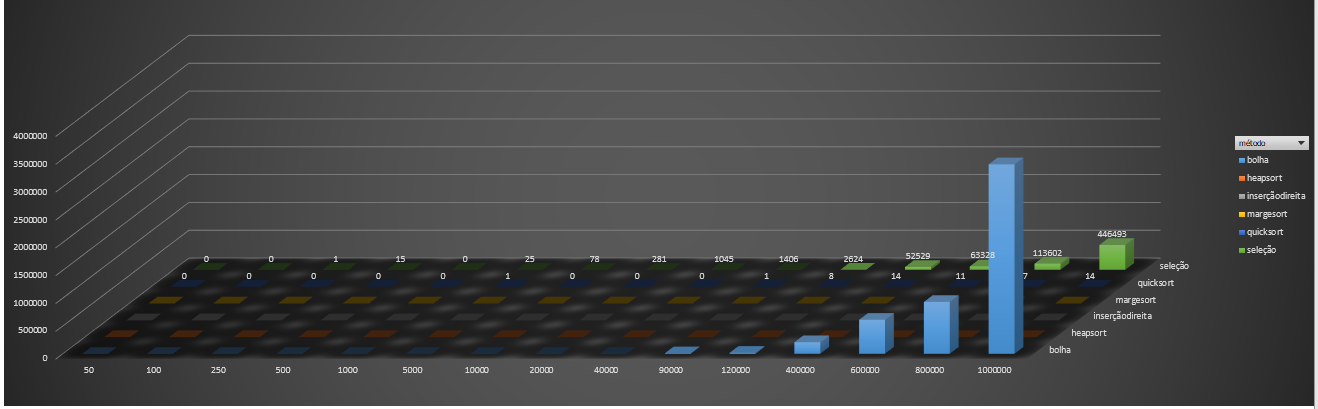 4000000
3500000
3000000
2500000
2000000
1500000
1000000
500000
0
0 0 1 15 0 25 78 281 1045 1406 2624 52529 63328 113602 446493
0 0 0 0 0 1 0 0 0 1 8 14 11 7 14
seleção
quicksort
margesort
inserçãodireita
heapsort
bolha
50 100 250 500 1000 5000 10000 20000 40000 90000 120000 400000 600000 800000 1000000
método
bolha
heapsort
inserçãodireita
margesort
quicksort
seleção